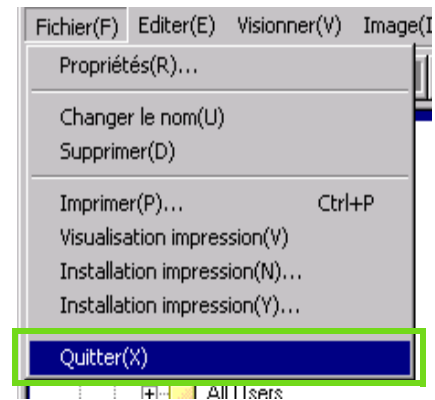 Fichier(F) Editer(E) Visionner(V) Image(I
Propriétés(R)...
Changer le nom(U)
Supprimer(D)
Imprimer(P)... Ctrl+P
Visualisation impression(V)
Installation impression(N)...
Installation impression(Y)...
Quitter(X)
All Users